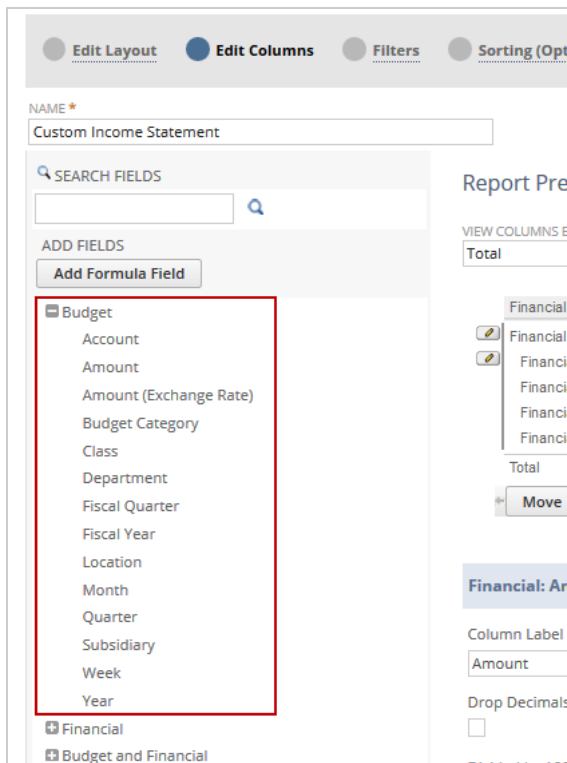 Edit Layout Edit Columns Filters Sorting (Opt
NAME *
Custom Income Statement
SEARCH FIELDS
ADD FIELDS
Add Formula Field
Budget
Account
Amount
Amount (Exchange Rate)
Budget Category
Class
Department
Fiscal Quarter
Fiscal Year
Location
Month
Quarter
Subsidiary
Week
Year
Financial
Budget and Financial
Report Pre
VIEW COLUMNS B
Total
Financial
Financial
Financi
Financi
Financi
Financi
Total
Move
Financial: Ar
Column Label
Amount
Drop Decimals